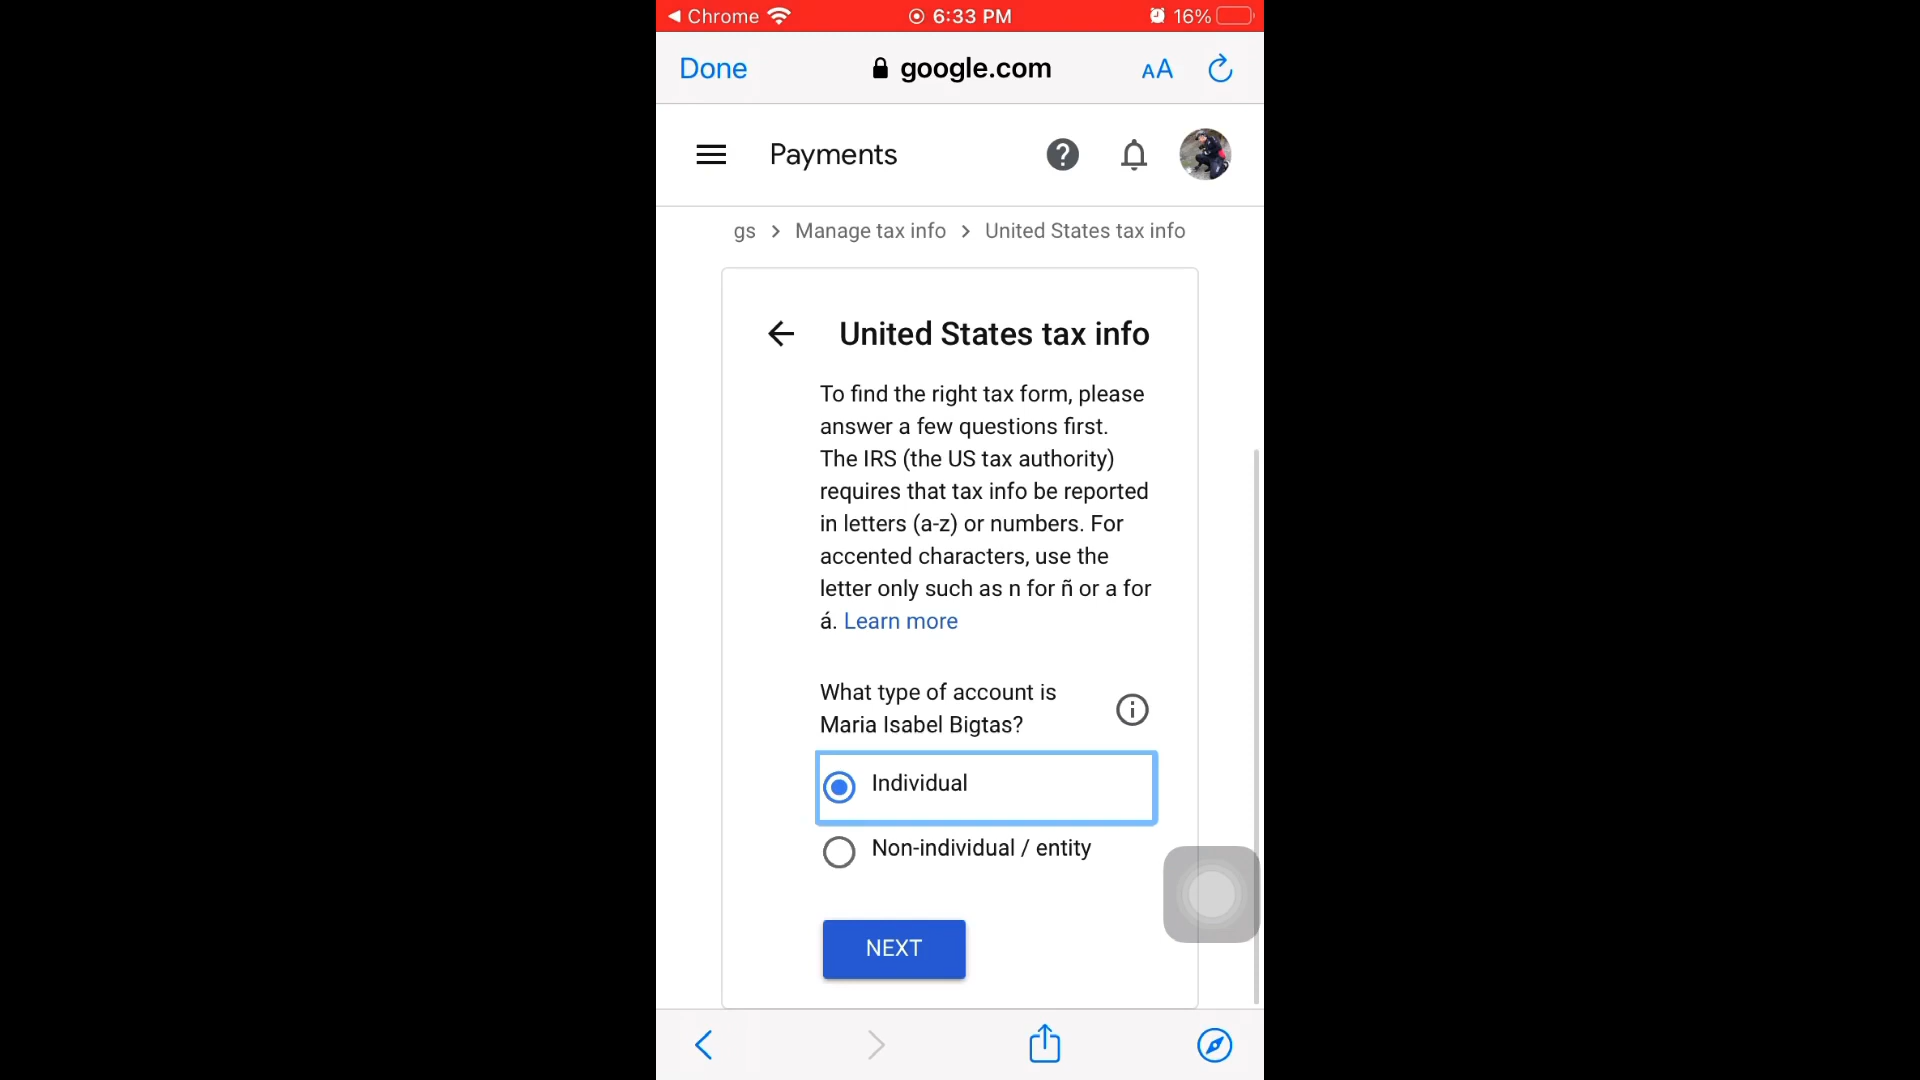 Chrome 6:33 PM 16%
Done google.com AA
Payments
gs > Manage tax info > United States tax info
United States tax info
To find the right tax form, please
answer a few questions first.
The IRS (the US tax authority)
requires that tax info be reported
in letters (a-z) or numbers. For
accented characters, use the
letter only such as n for ñ or a for
á. Learn more
What type of account is
Maria Isabel Bigtas?
Individual
Non-individual / entity
NEXT